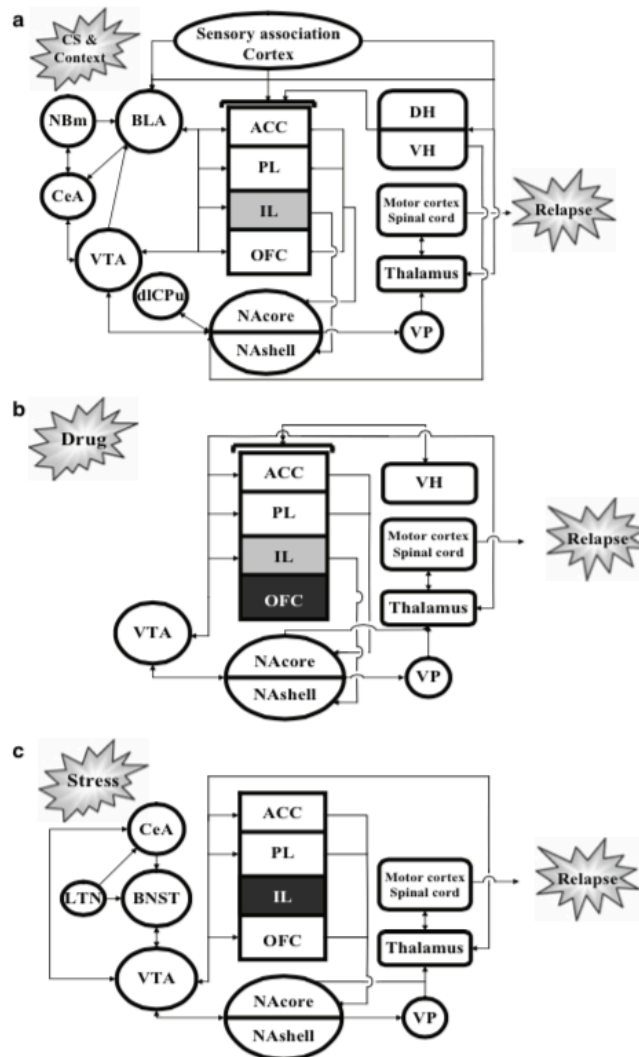 a
CS &
Context
Sensory association
Cortex
NBm
BLA
ACC
DH
VH
PL
CeA
IL
Motor cortex
Spinal cord
Relapse
VTA
OFC
Thalamus
dlCPu
NAcore
NAshell
VP
b
Drug
ACC
VH
PL
Motor cortex
Spinal cord
Relapse
IL
OFC
Thalamus
VTA
NAcore
NAshell
VP
c
Stress
CeA
ACC
PL
Motor cortex
Spinal cord
Relapse
LTN
BNST
IL
OFC
Thalamus
VTA
NAcore
NAshell
VP